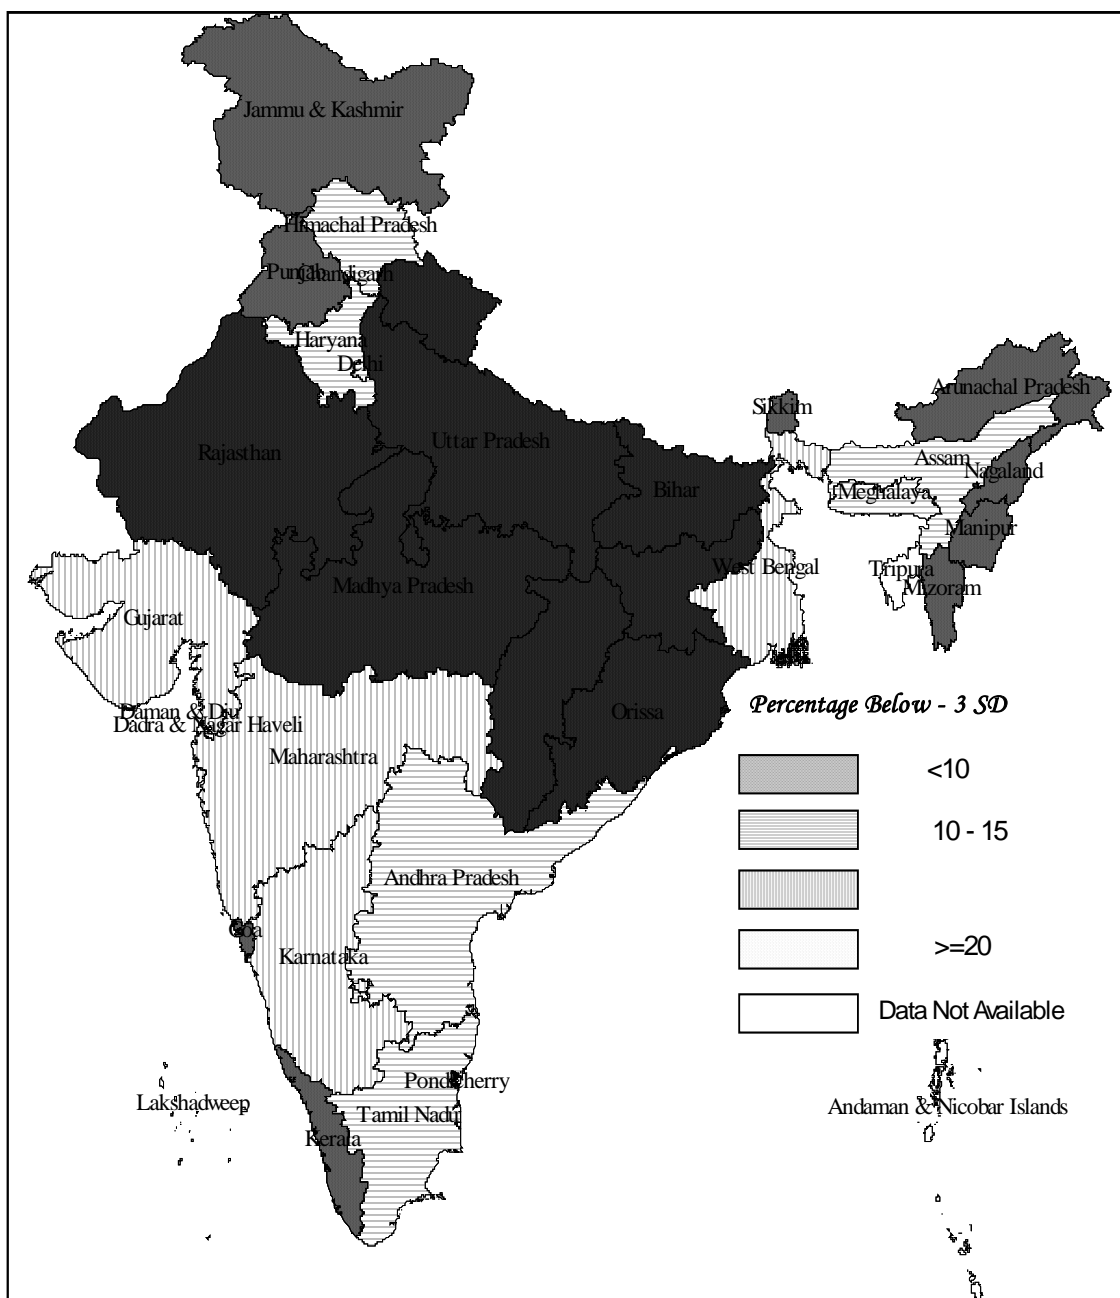 Jammu & Kashmir
Himachal Pradesh
Punjab
Chandigarh
Haryana
Delhi
Arunachal Pradesh
Sikkim
Rajasthan
Uttar Pradesh
Assam
Nagaland
Bihar
Meghalaya
Manipur
West Bengal
Tripura
Madhya Pradesh
Mizoram
Gujarat
Daman & Diu
Dadra & Nagar Haveli
Orissa
Percentage Below - 3 SD
Maharashtra
<10
10 - 15
Andhra Pradesh
Goa
>=20
Karnataka
Data Not Available
Pondicherry
Lakshadweep
Tamil Nadu
Andaman & Nicobar Islands
Kerala